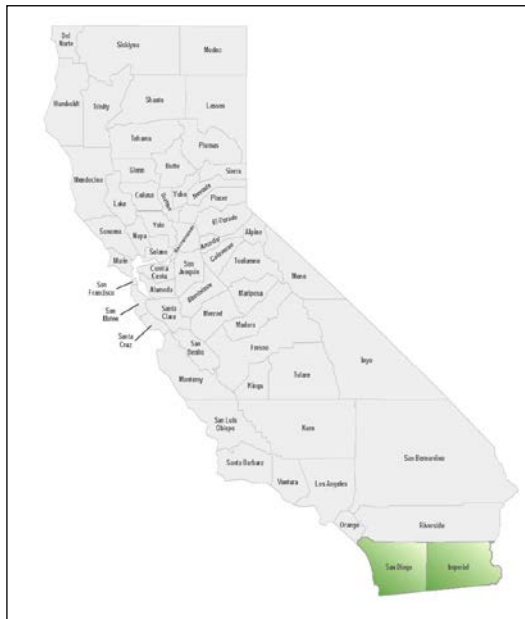 Del
Norte
Siskiyou
Modoc
Humboldt
Trinity
Shasta
Lassen
Tehama
Plumas
Mendocino
Glenn
Butte
Sierra
Lake
Colusa
Sutter
Yuba
Nevada
Placer
Sonoma
Napa
Yolo
Sacramento
El Dorado
Alpine
Marin
Solano
Amador
Calaveras
San
Francisco
Contra
Costa
San
Joaquin
Tuolumne
Mono
Alameda
Stanislaus
Mariposa
San
Mateo
Santa
Clara
Merced
Madera
Santa
Cruz
San
Benito
Fresno
Inyo
Monterey
Kings
Tulare
San Luis
Obispo
Kern
San Bernardino
Santa Barbara
Ventura
Los Angeles
Orange
Riverside
San Diego
Imperial